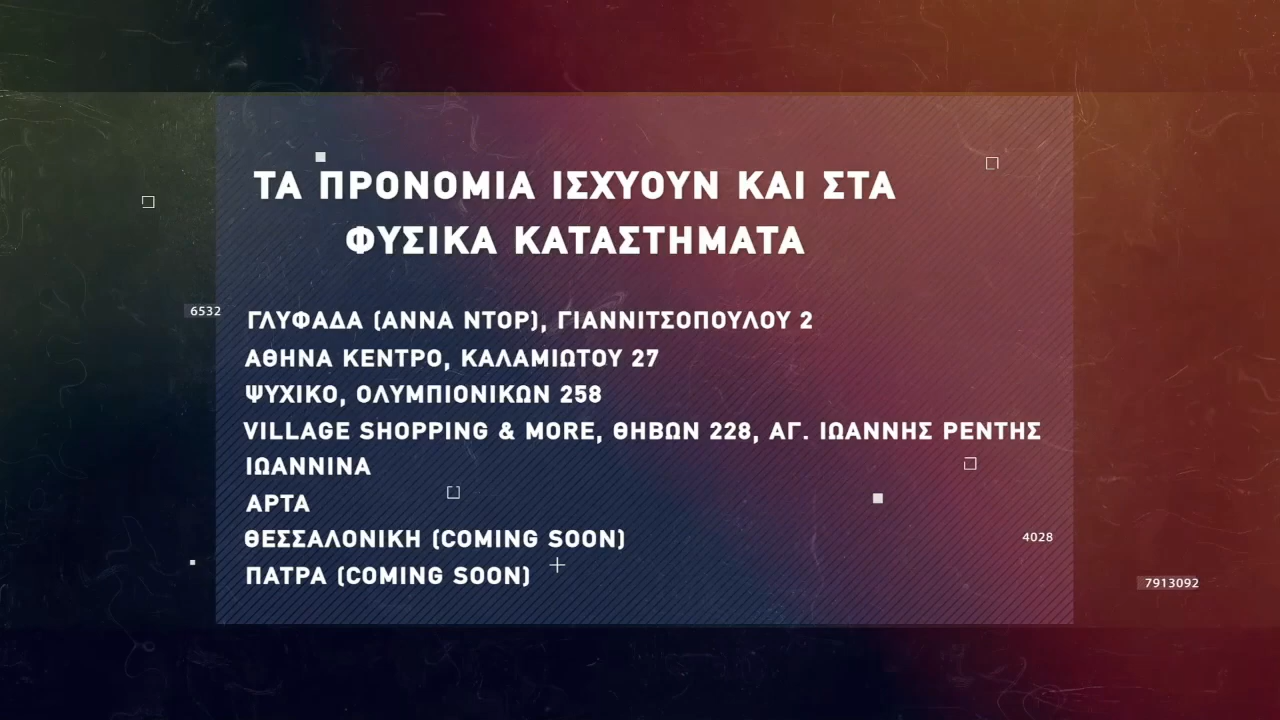 ΤΑ ΠΡΟΝΟΜΙΑ ΙΣΧΥΟΥΝ ΚΑΙ ΣΤΑ
ΦΥΣΙΚΑ ΚΑΤΑΣΤΗΜΑΤΑ
6532
ΓΛΥΦΑΔΑ (ΑΝΝΑ ΝΤΟΡ), ΓΙΑΝΝΙΤΣΟΠΟΥΛΟΥ 2
ΑΘΗΝΑ ΚΕΝΤΡΟ, ΚΑΛΑΜΙΩΤΟΥ 27
ΨΥΧΙΚΟ, ΟΛΥΜΠΙΟΝΙΚΩΝ 258
VILLAGE SHOPPING & MORE, ΘΗΒΩΝ 228, ΑΓ. ΙΩΑΝΝΗΣ ΡΕΝΤΗΣ
ΙΩΑΝΝΙΝΑ
ΑΡΤΑ
ΘΕΣΣΑΛΟΝΙΚΗ (COMING SOON)
4028
ΠΑΤΡΑ (COMING SOON)
7913092